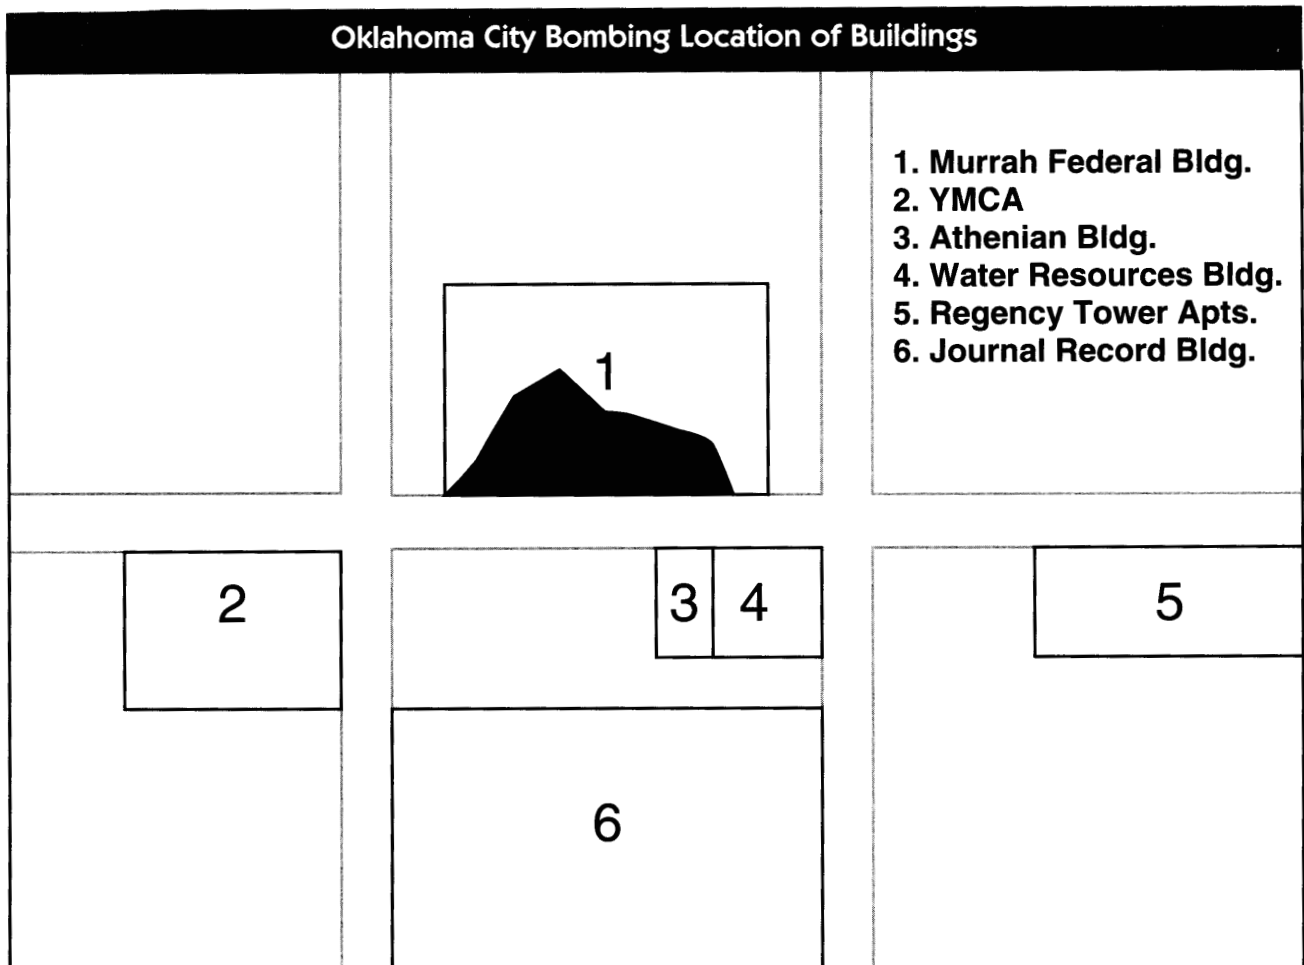 Oklahoma City Bombing Location of Buildings
1. Murrah Federal Bldg.
2. YMCA
3. Athenian Bldg.
4. Water Resources Bldg.
5. Regency Tower Apts.
6. Journal Record Bldg.
1
2
3
4
5
6